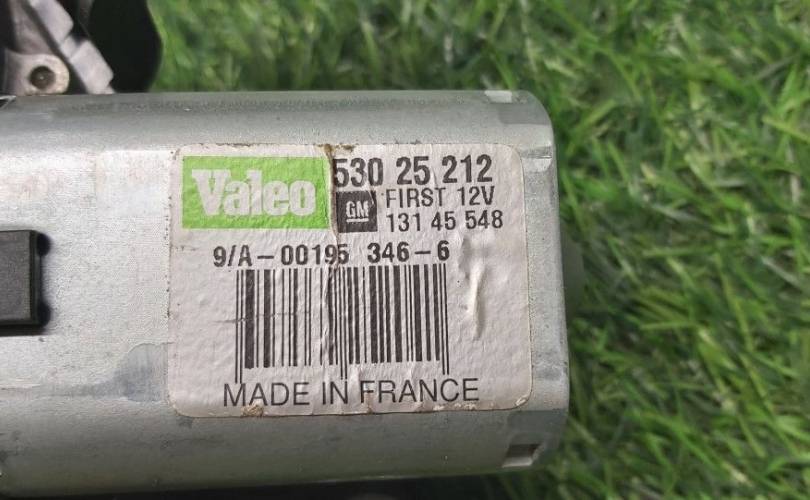 Valeo 530 25 212
GM FIRST 12V
131 45 548
9/A-00195 346-6
MADE IN FRANCE